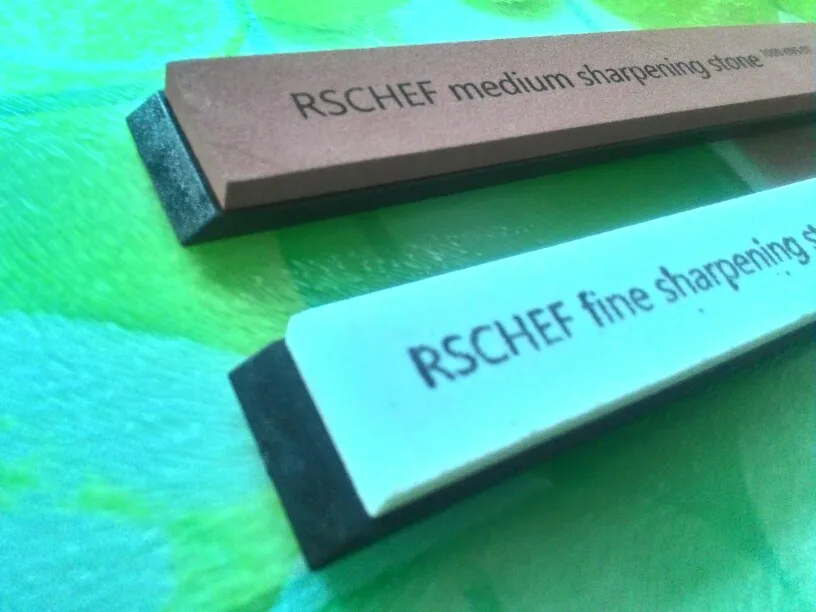 RSCHEF medium sharpening stone
RSCHEF fine sharpening